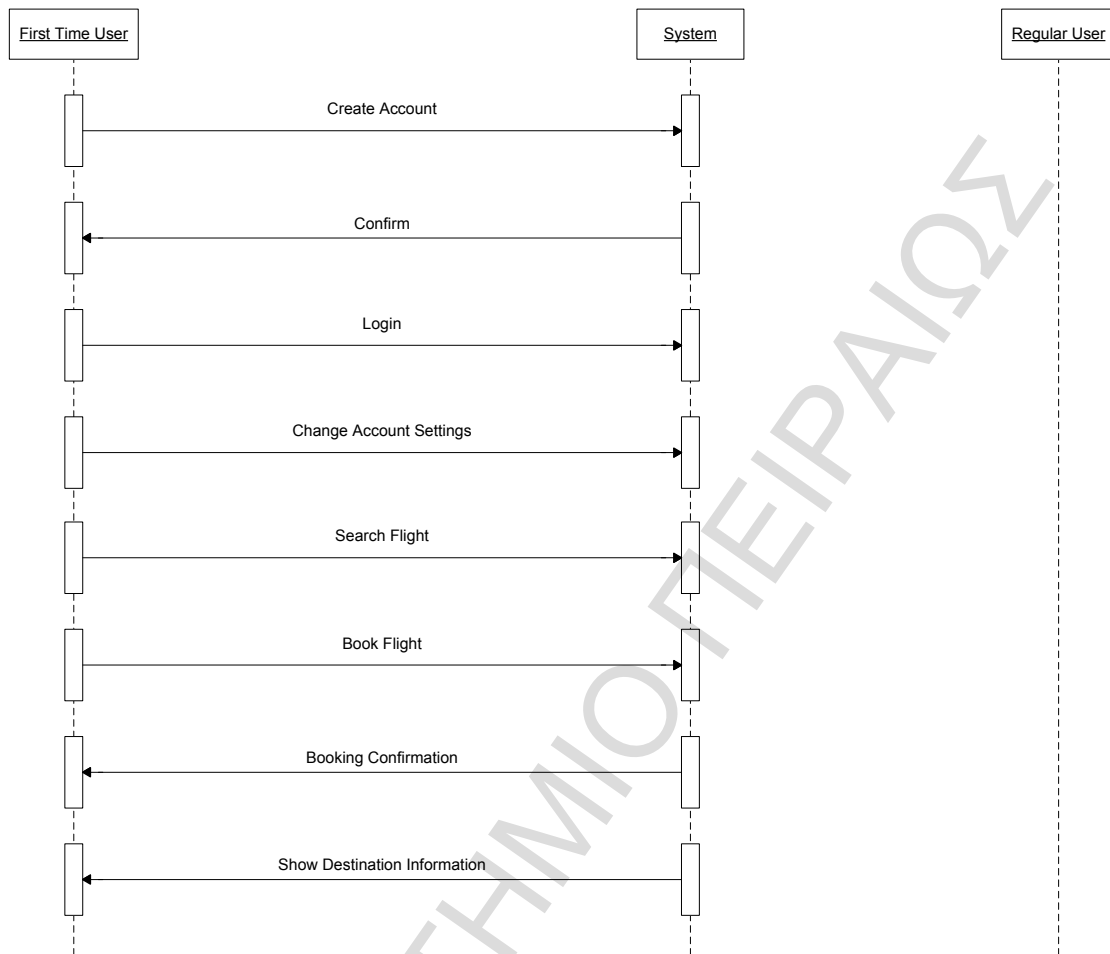 First Time User
System
Regular User
Create Account
Confirm
Login
Change Account Settings
Search Flight
Book Flight
Booking Confirmation
Show Destination Information
ΤΗΜΙΟ ΠΕΙΡΑΙΩΣ